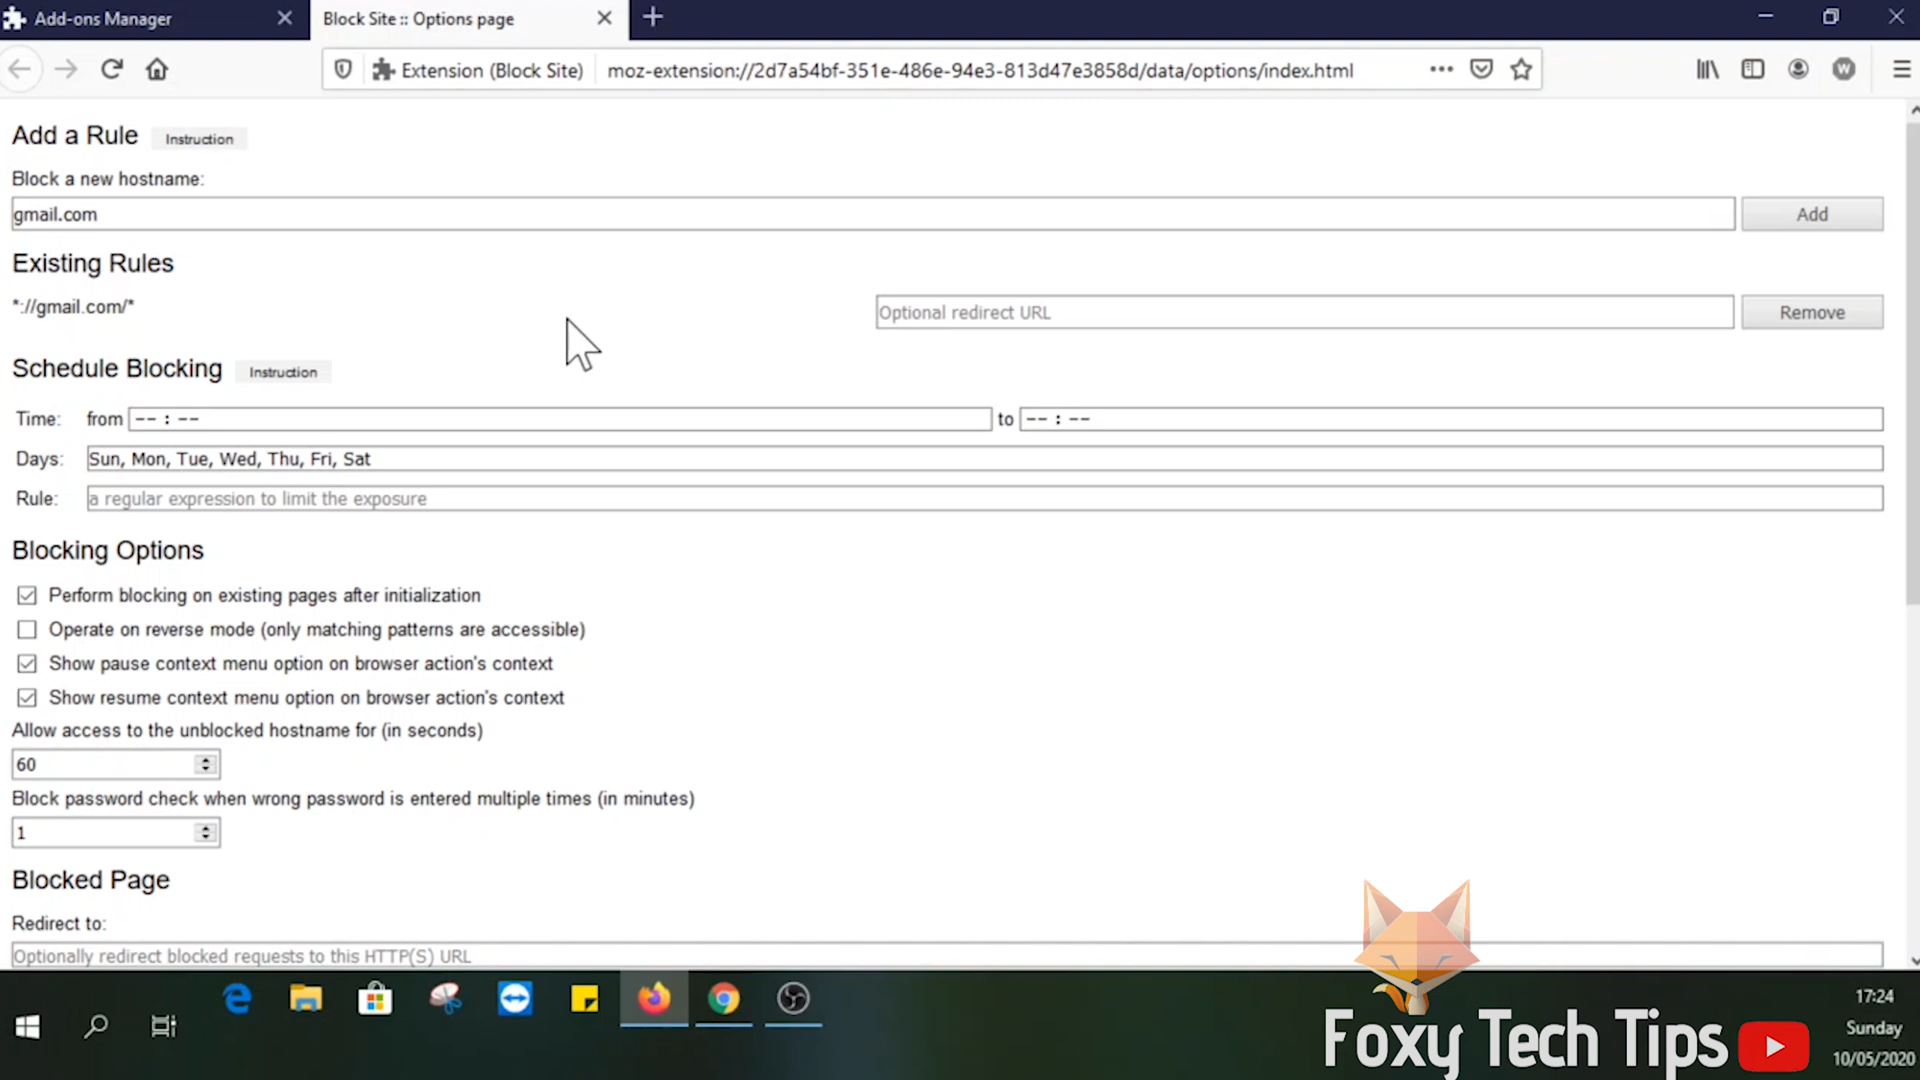 Add-ons Manager
Block Site :: Options page
Extension (Block Site)
moz-extension://2d7a54bf-351e-486e-94e3-813d47e3858d/data/options/index.html
W
Add a Rule
Instruction
Block a new hostname:
gmail.com
Add
Existing Rules
*://gmail.com/*
Optional redirect URL
Remove
Schedule Blocking
Instruction
Time: from -- : -- to -- : --
Days: Sun, Mon, Tue, Wed, Thu, Fri, Sat
Rule: a regular expression to limit the exposure
Blocking Options
Perform blocking on existing pages after initialization
Operate on reverse mode (only matching patterns are accessible)
Show pause context menu option on browser action's context
Show resume context menu option on browser action's context
Allow access to the unblocked hostname for (in seconds)
60
Block password check when wrong password is entered multiple times (in minutes)
1
Blocked Page
Redirect to:
Optionally redirect blocked requests to this HTTP(S) URL
17:24
Sunday
10/05/2020
Foxy Tech Tips